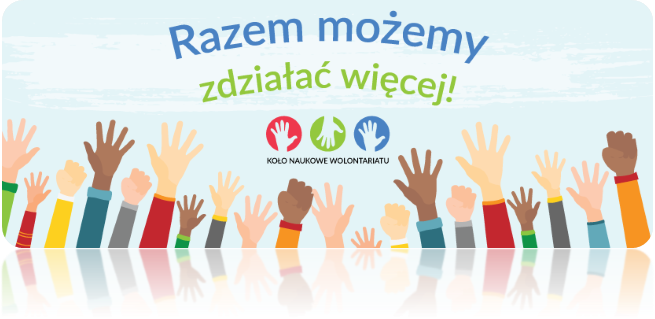 Razem możemy
zdziałać więcej!
KOŁO NAUKOWE WOLONTARIATU